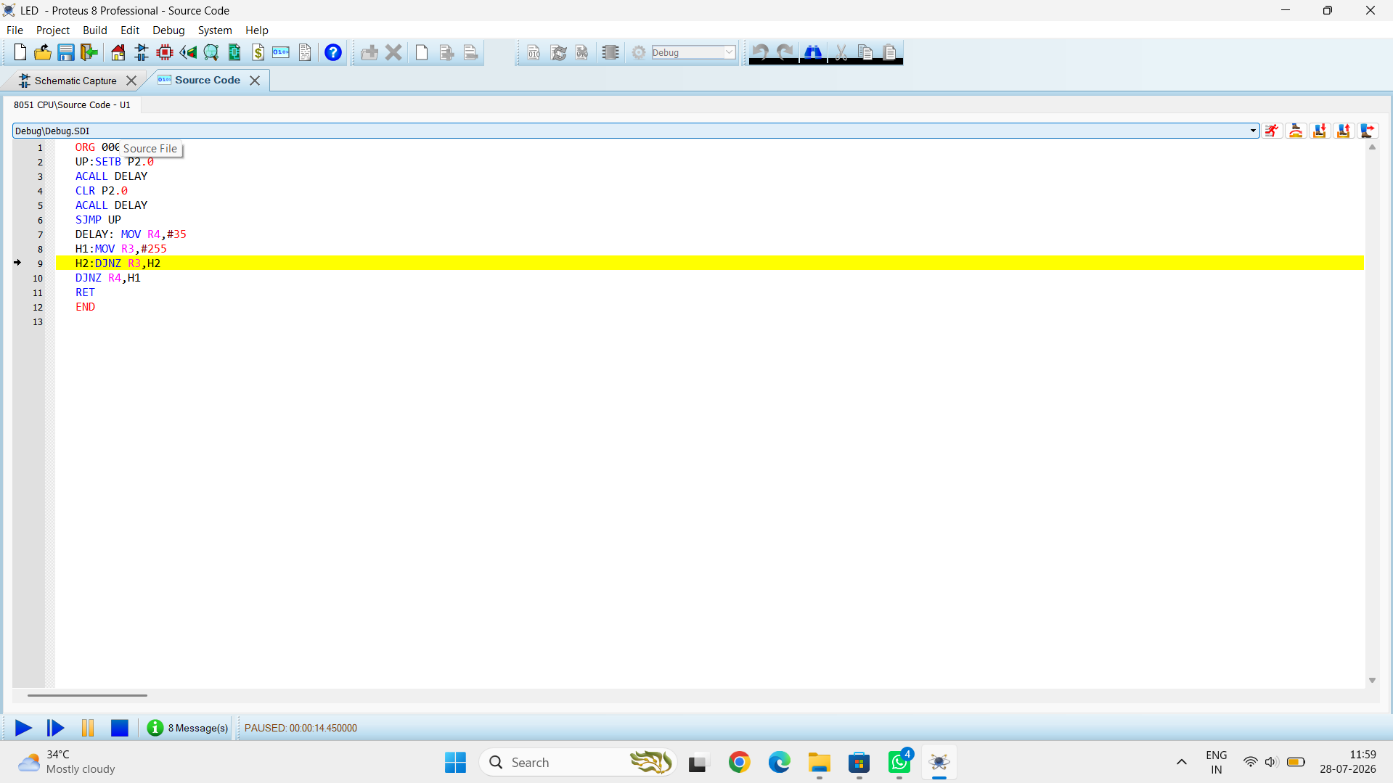 LED - Proteus 8 Professional - Source Code
File Project Build Edit Debug System Help
Debug
Schematic Capture Source Code
8051 CPU\Source Code - U1
Debug\Debug.SDI
1 ORG 000
Source File
2 UP:SETB P2.0
3 ACALL DELAY
4 CLR P2.0
5 ACALL DELAY
6 SJMP UP
7 DELAY: MOV R4,#35
8 H1:MOV R3,#255
9 H2:DJNZ R3,H2
10 DJNZ R4,H1
11 RET
12 END
13
8 Message(s) PAUSED: 00:00:14.450000
34°C
Mostly cloudy
Search
4
ENG
IN
11:59
28-07-2026